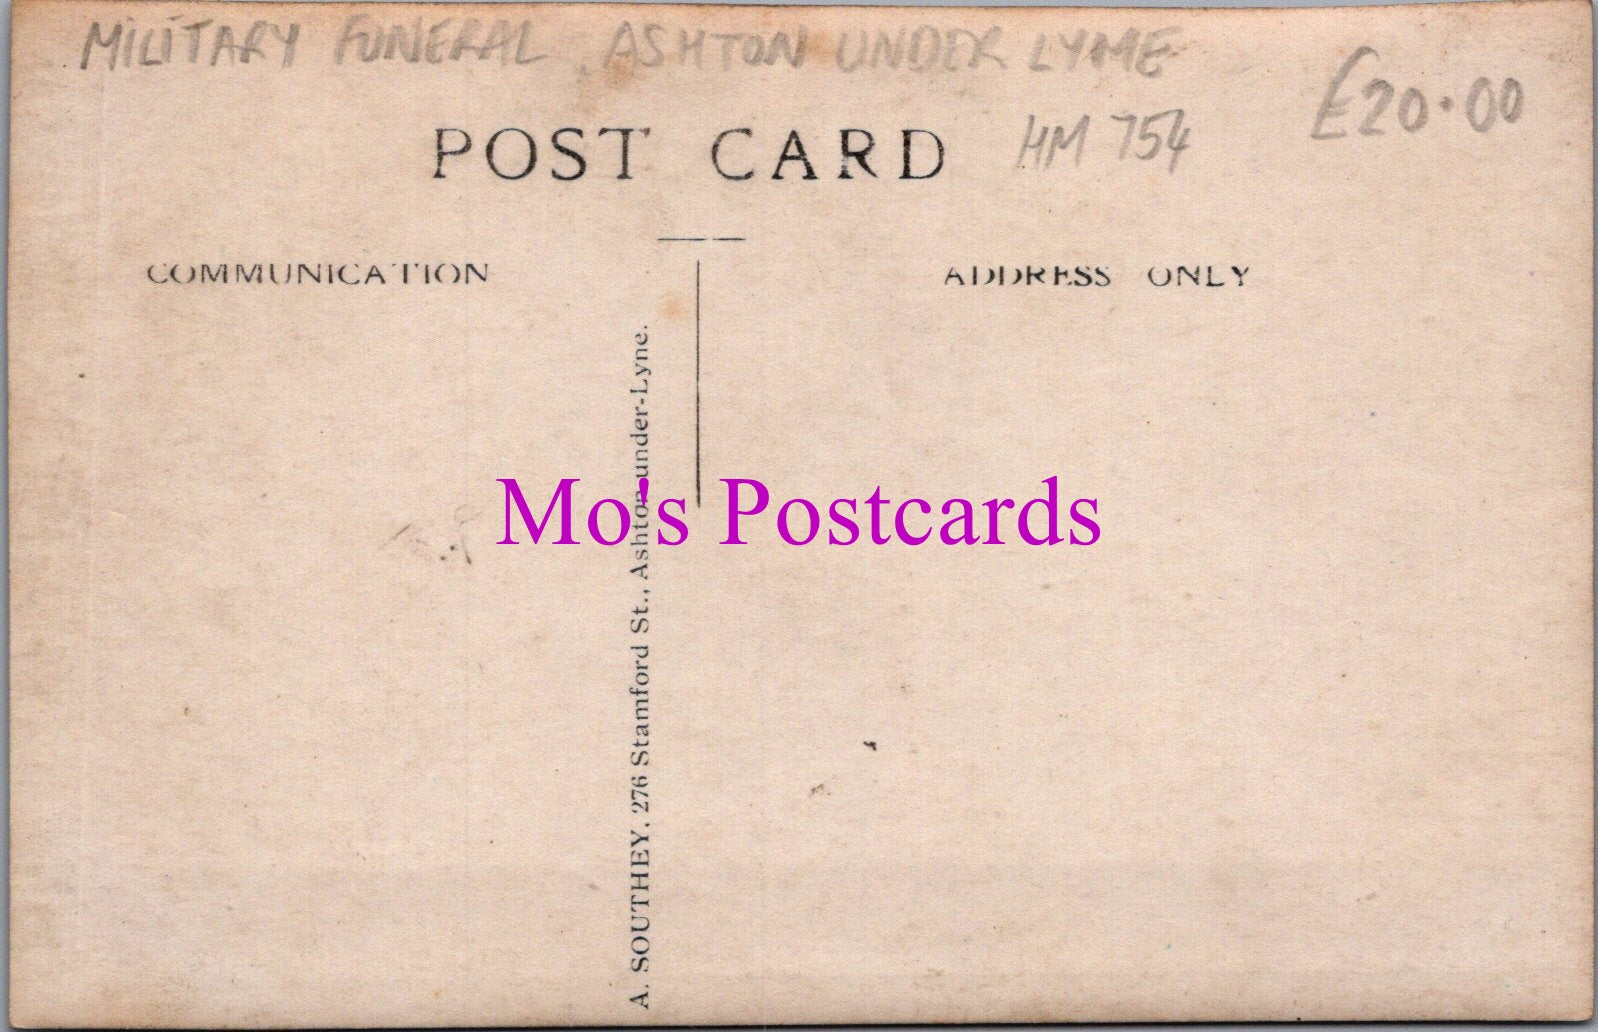 MILITARY FUNERAL, ASHTON UNDER LYME
£20.00
HM 754
POST CARD
COMMUNICATION
ADDRESS ONLY
A. SOUTHEY, 276 Stamford St., Ashton-under-Lyne.
Mo's Postcards